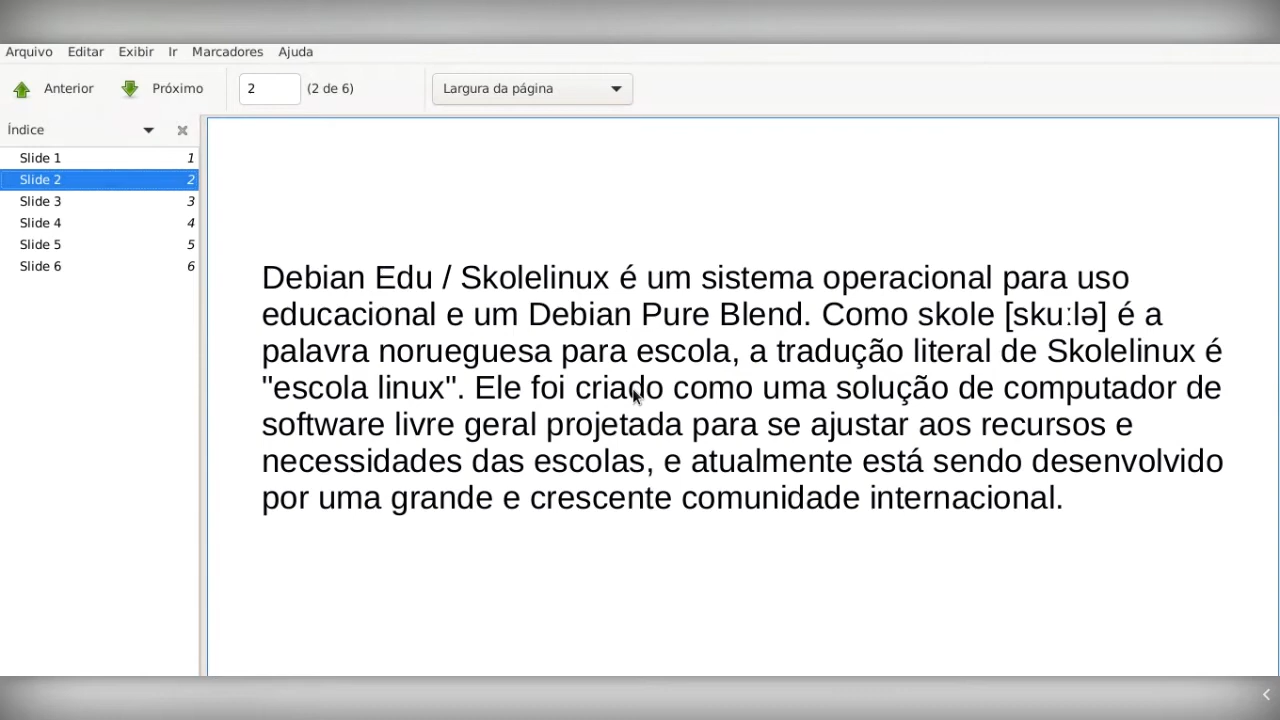 Arquivo Editar Exibir Ir Marcadores Ajuda
Anterior Próximo 2 (2 de 6) Largura da página
Índice
Slide 1 1
Slide 2 2
Slide 3 3
Slide 4 4
Slide 5 5
Slide 6 6
Debian Edu / Skolelinux é um sistema operacional para uso
educacional e um Debian Pure Blend. Como skole [skuːlə] é a
palavra norueguesa para escola, a tradução literal de Skolelinux é
"escola linux". Ele foi criado como uma solução de computador de
software livre geral projetada para se ajustar aos recursos e
necessidades das escolas, e atualmente está sendo desenvolvido
por uma grande e crescente comunidade internacional.